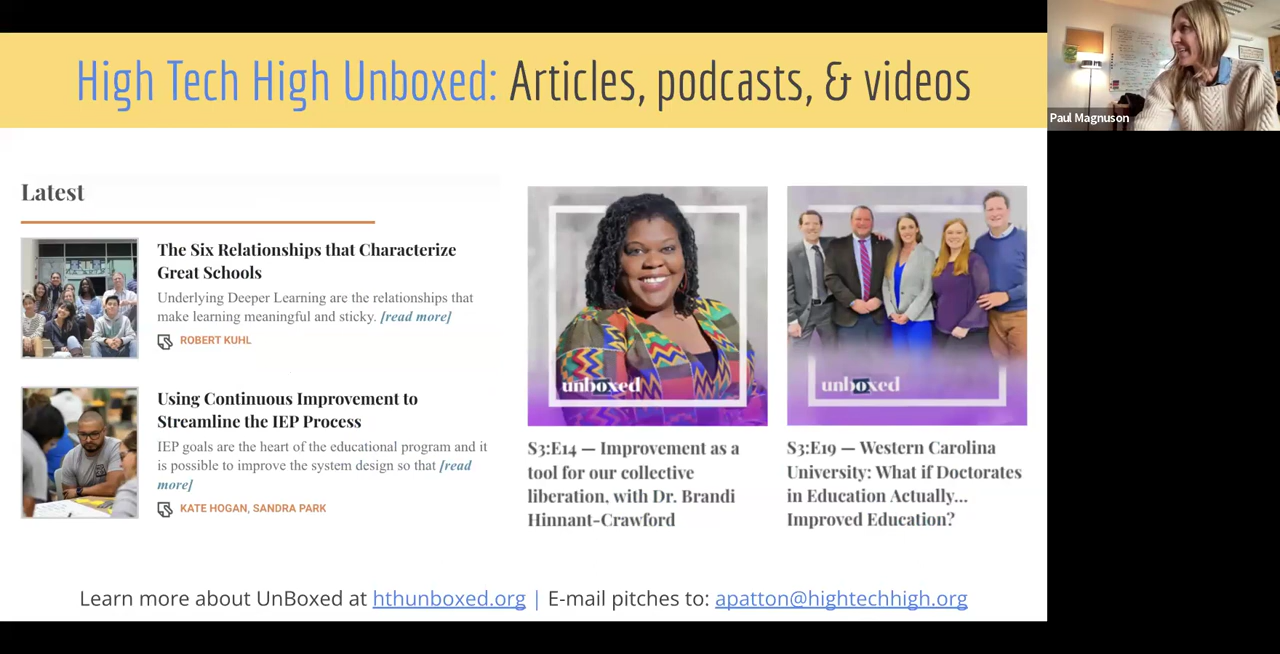 High Tech High Unboxed: Articles, podcasts, & videos
Paul Magnuson
Latest
The Six Relationships that Characterize
Great Schools
Underlying Deeper Learning are the relationships that
make learning meaningful and sticky. [read more]
ROBERT KUHL
Using Continuous Improvement to
Streamline the IEP Process
IEP goals are the heart of the educational program and it
is possible to improve the system design so that [read
more]
KATE HOGAN, SANDRA PARK
unboxed
S3:E14 — Improvement as a
tool for our collective
liberation, with Dr. Brandi
Hinnant-Crawford
unboxed
S3:E19 — Western Carolina
University: What if Doctorates
in Education Actually...
Improved Education?
Learn more about UnBoxed at hthunboxed.org | E-mail pitches to: apatton@hightechhigh.org